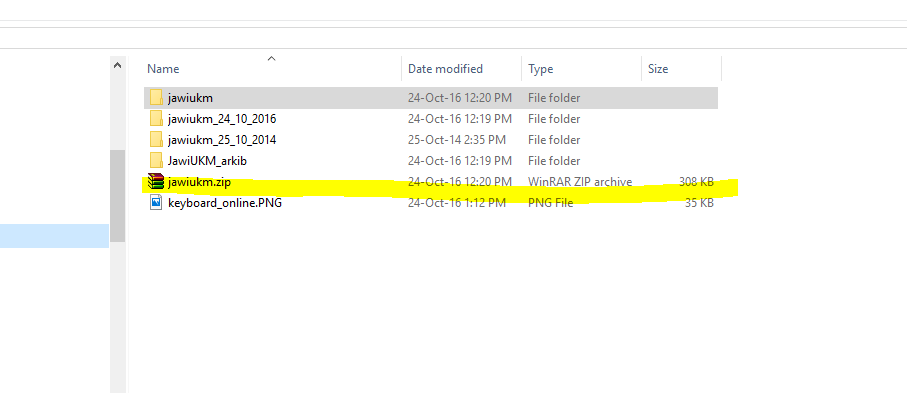 Name Date modified Type Size
jawiukm 24-Oct-16 12:20 PM File folder
jawiukm_24_10_2016 24-Oct-16 12:19 PM File folder
jawiukm_25_10_2014 25-Oct-14 2:35 PM File folder
JawiUKM_arkib 24-Oct-16 12:19 PM File folder
jawiukm.zip 24-Oct-16 12:20 PM WinRAR ZIP archive 308 KB
keyboard_online.PNG 24-Oct-16 1:12 PM PNG File 35 KB